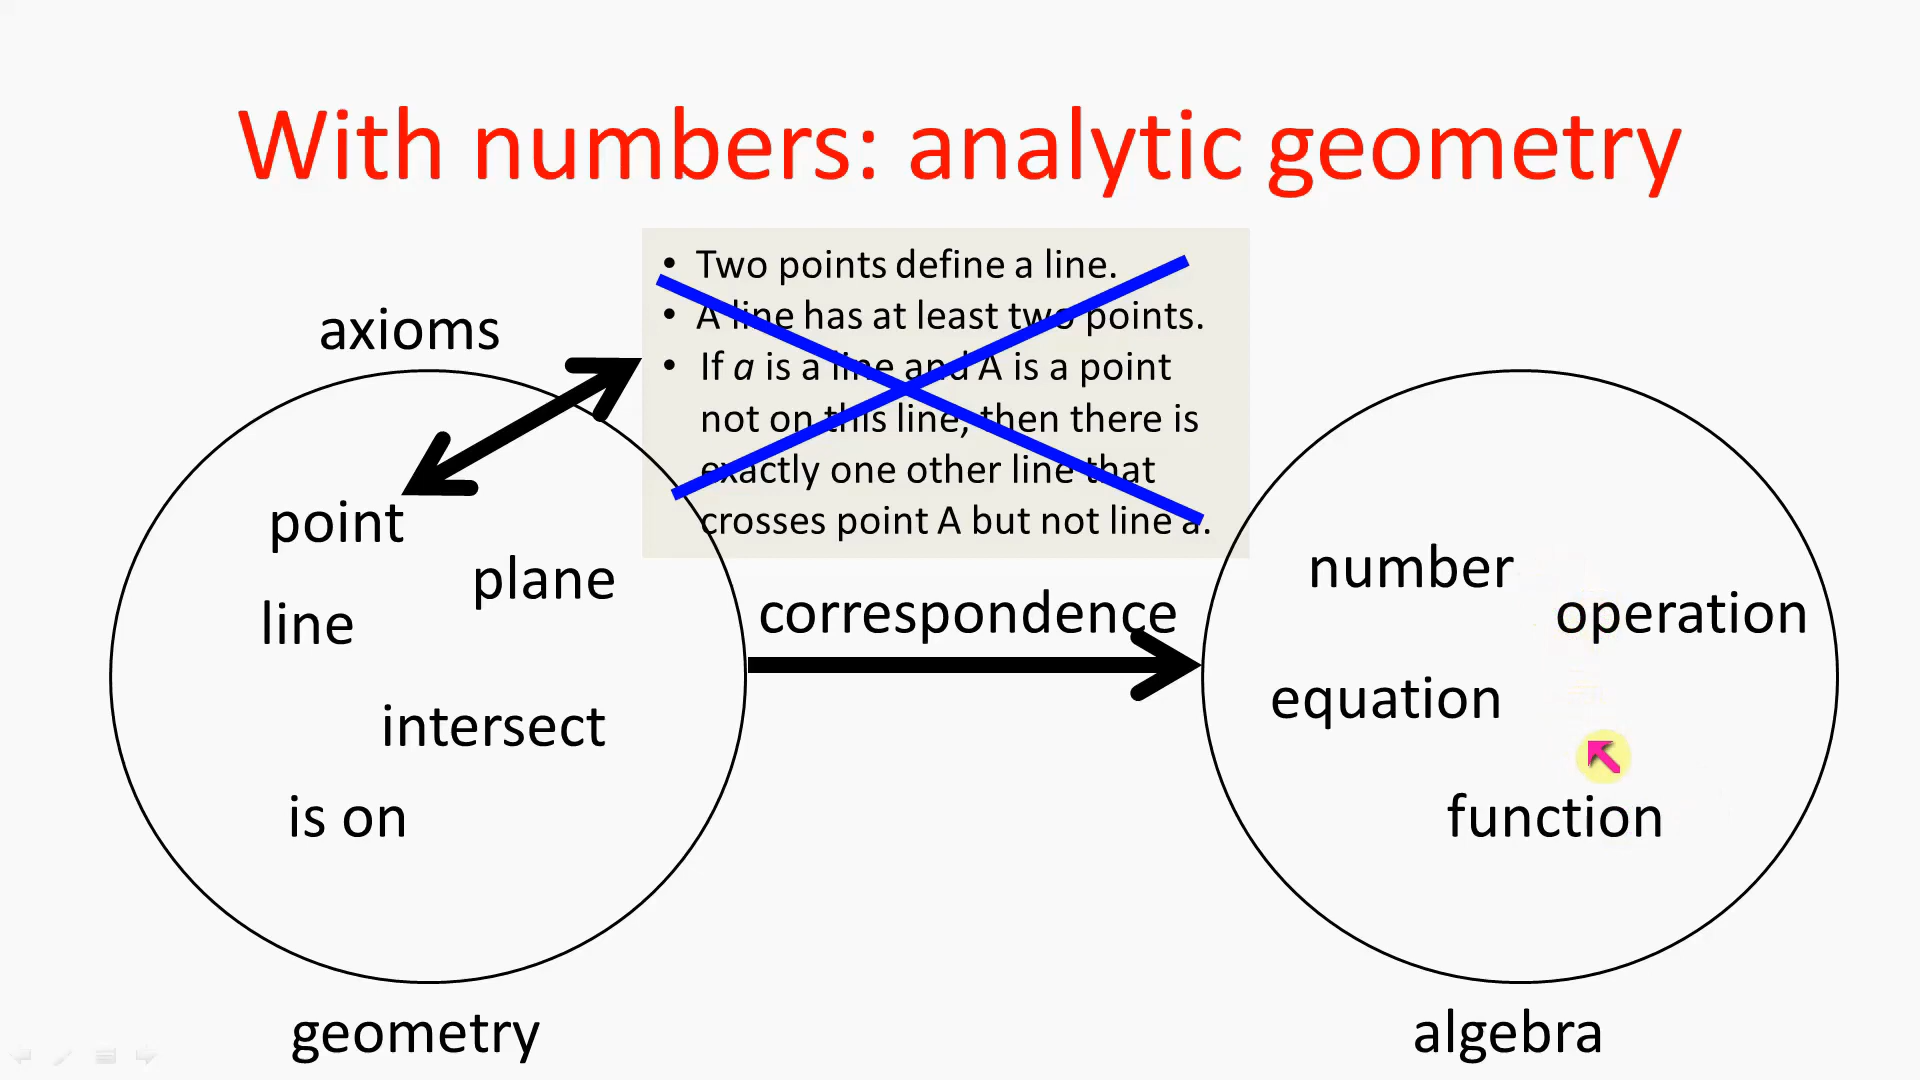 With numbers: analytic geometry
axioms
• Two points define a line.
• A line has at least two points.
• If a is a line and A is a point
not on this line, then there is
exactly one other line that
crosses point A but not line a.
point
plane
line
intersect
is on
geometry
correspondence
number
operation
equation
function
algebra